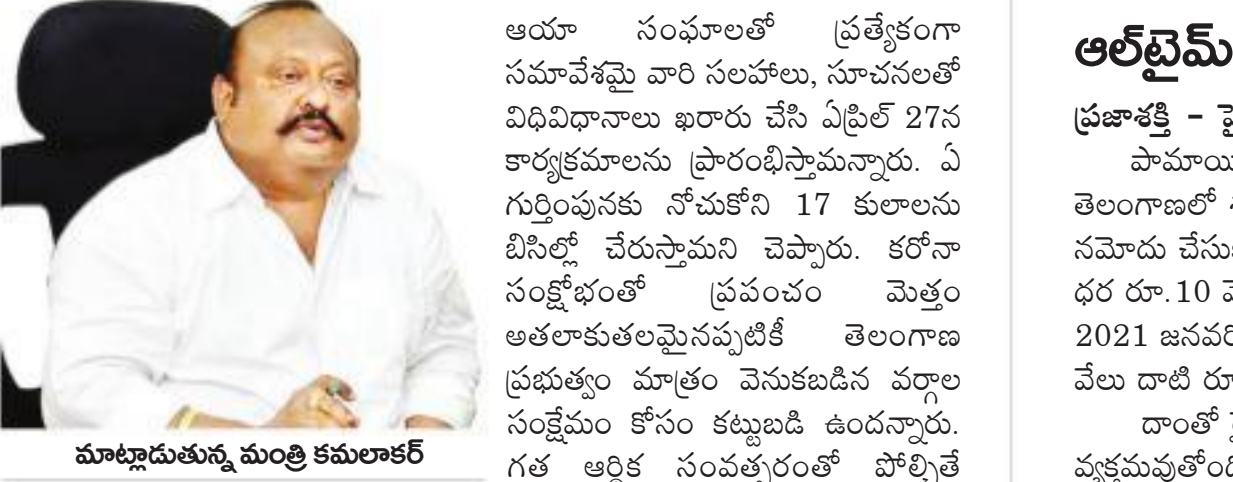 ఆయా సంఘాలతో ప్రత్యేకంగా
సమావేశమై వారి సలహాలు, సూచనలతో
విధివిధానాలు ఖరారు చేసి ఏప్రిల్ 27న
కార్యక్రమాలను ప్రారంభిస్తామన్నారు. ఏ
గుర్తింపునకు నోచుకోని 17 కులాలను
బిసిల్లో చేరుస్తామని చెప్పారు. కరోనా
సంక్షోభంతో ప్రపంచం మెత్తం
అతలాకుతలమైనప్పటికీ తెలంగాణ
ప్రభుత్వం మాత్రం వెనుకబడిన వర్గాల
సంక్షేమం కోసం కట్టుబడి ఉందన్నారు.
గత ఆర్థిక సంవత్సరంతో పోల్చితే
మాట్లాడుతున్న మంత్రి కమలాకర్
ఆల్‌టైమ్
ప్రజాశక్తి -
పామాయి
తెలంగాణలో
నమోదు
ధర రూ.10
2021 జనవరి
వేలు దాటి
దాంతో
వ్యక్తమవుతోంది